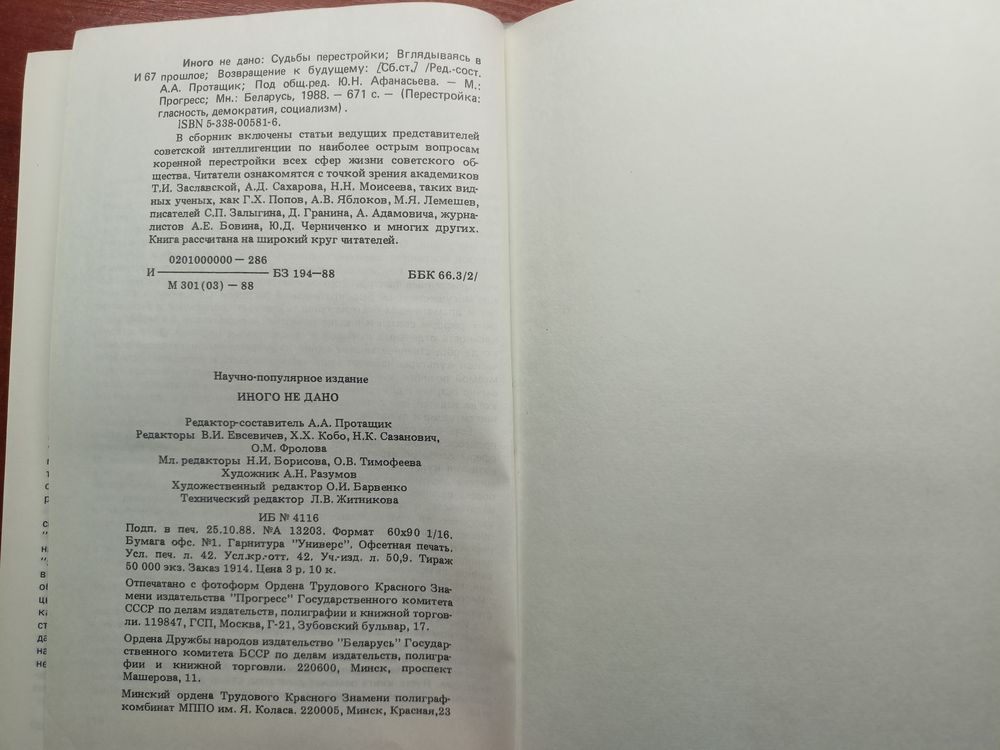 Иного не дано: Судьбы перестройки; Вглядываясь в
И 67 прошлое; Возвращение к будущему: [Сб.ст.] /Ред.-сост.
А.А. Протащик; Под общ.ред. Ю.Н. Афанасьева. — М.:
Прогресс; Мн.: Беларусь, 1988. — 671 с. — (Перестройка:
гласность, демократия, социализм).
ISBN 5-338-00581-6.
В сборник включены статьи ведущих представителей
советской интеллигенции по наиболее острым вопросам
коренной перестройки всех сфер жизни советского об-
щества. Читатели ознакомятся с точкой зрения академиков
Т.И. Заславской, А.Д. Сахарова, Н.Н. Моисеева, таких вид-
ных ученых, как Г.Х. Попов, А.В. Яблоков, М.Я. Лемешев,
писателей С.П. Залыгина, Д. Гранина, А. Адамовича, журна-
листов А.Е. Бовина, Ю.Д. Черниченко и многих других.
Книга рассчитана на широкий круг читателей.
0201000000 — 286
И БЗ 194—88 ББК 66.3/2/
М 301(03) — 88
Научно-популярное издание
ИНОГО НЕ ДАНО
Редактор-составитель А.А. Протащик
Редакторы В.И. Евсевичев, Х.Х. Кобо, Н.К. Сазанович,
О.М. Фролова
Мл. редакторы Н.И. Борисова, О.В. Тимофеева
Художник А.Н. Разумов
Художественный редактор О.И. Барвенко
Технический редактор Л.В. Житникова
ИБ № 4116
Подп. в печ. 25.10.88. №А 13203. Формат 60х90 1/16.
Бумага офс. №1. Гарнитура "Универс". Офсетная печать.
Усл. печ. л. 42. Усл.кр.-отт. 42. Уч.-изд. л. 50,9. Тираж
50 000 экз. Заказ 1914. Цена 3 р. 10 к.
Отпечатано с фотоформ Ордена Трудового Красного Зна-
мени издательства "Прогресс" Государственного комитета
СССР по делам издательств, полиграфии и книжной торгов-
ли. 119847, ГСП, Москва, Г-21, Зубовский бульвар, 17.
Ордена Дружбы народов издательство "Беларусь" Государ-
ственного комитета БССР по делам издательств, полигра-
фии и книжной торговли. 220600, Минск, проспект
Машерова, 11.
Минский ордена Трудового Красного Знамени полиграф-
комбинат МППО им. Я. Коласа. 220005, Минск, Красная,23